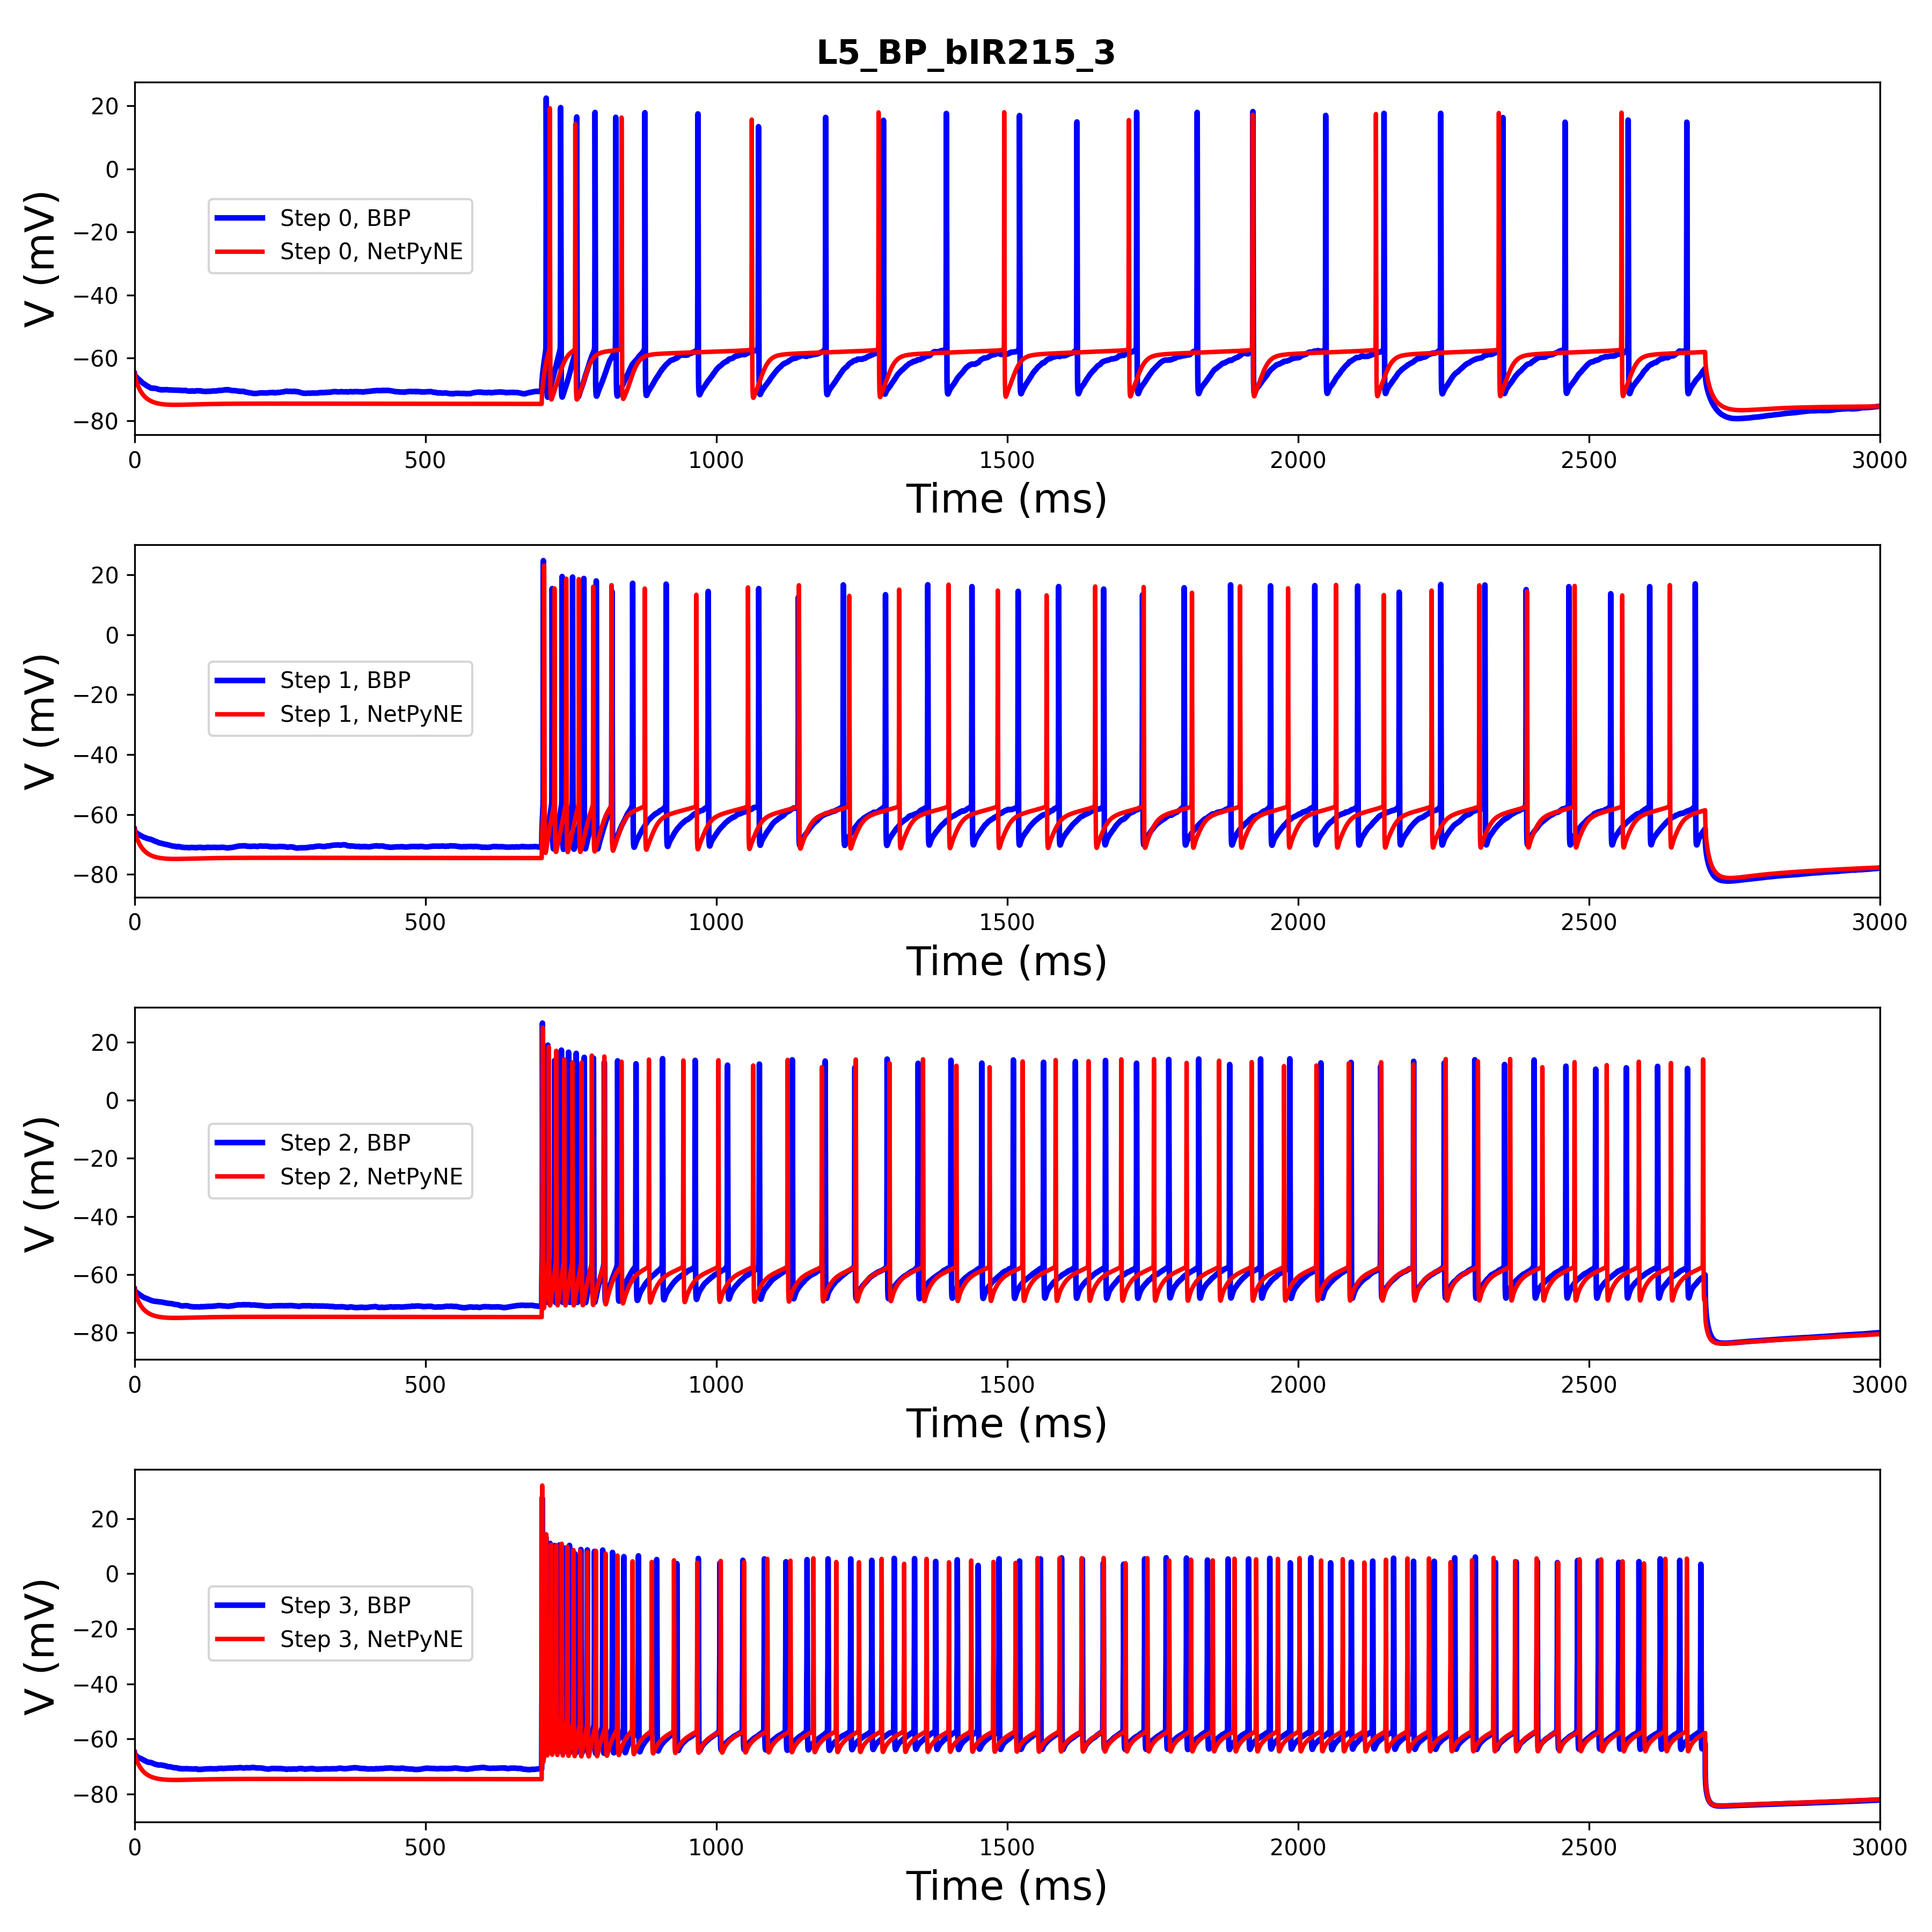 L5_BP_bIR215_3
20
0
−20
−40
−60
−80
V (mV)
Step 0, BBP
Step 0, NetPyNE
0 500 1000 1500 2000 2500 3000
Time (ms)
20
0
−20
−40
−60
−80
V (mV)
Step 1, BBP
Step 1, NetPyNE
0 500 1000 1500 2000 2500 3000
Time (ms)
20
0
−20
−40
−60
−80
V (mV)
Step 2, BBP
Step 2, NetPyNE
0 500 1000 1500 2000 2500 3000
Time (ms)
20
0
−20
−40
−60
−80
V (mV)
Step 3, BBP
Step 3, NetPyNE
0 500 1000 1500 2000 2500 3000
Time (ms)